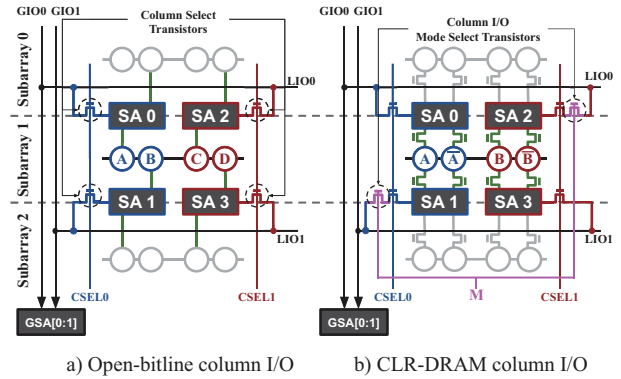 GIO0 GIO1
Column Select
Transistors
Subarray 0
LIO0
SA 0
SA 2
Subarray 1
A
B
C
D
SA 1
SA 3
Subarray 2
LIO1
CSEL0
CSEL1
GSA[0:1]
a) Open-bitline column I/O
GIO0 GIO1
Column I/O
Mode Select Transistors
LIO0
SA 0
SA 2
A
A̅
B
B̅
SA 1
SA 3
LIO1
CSEL0
M
CSEL1
GSA[0:1]
b) CLR-DRAM column I/O